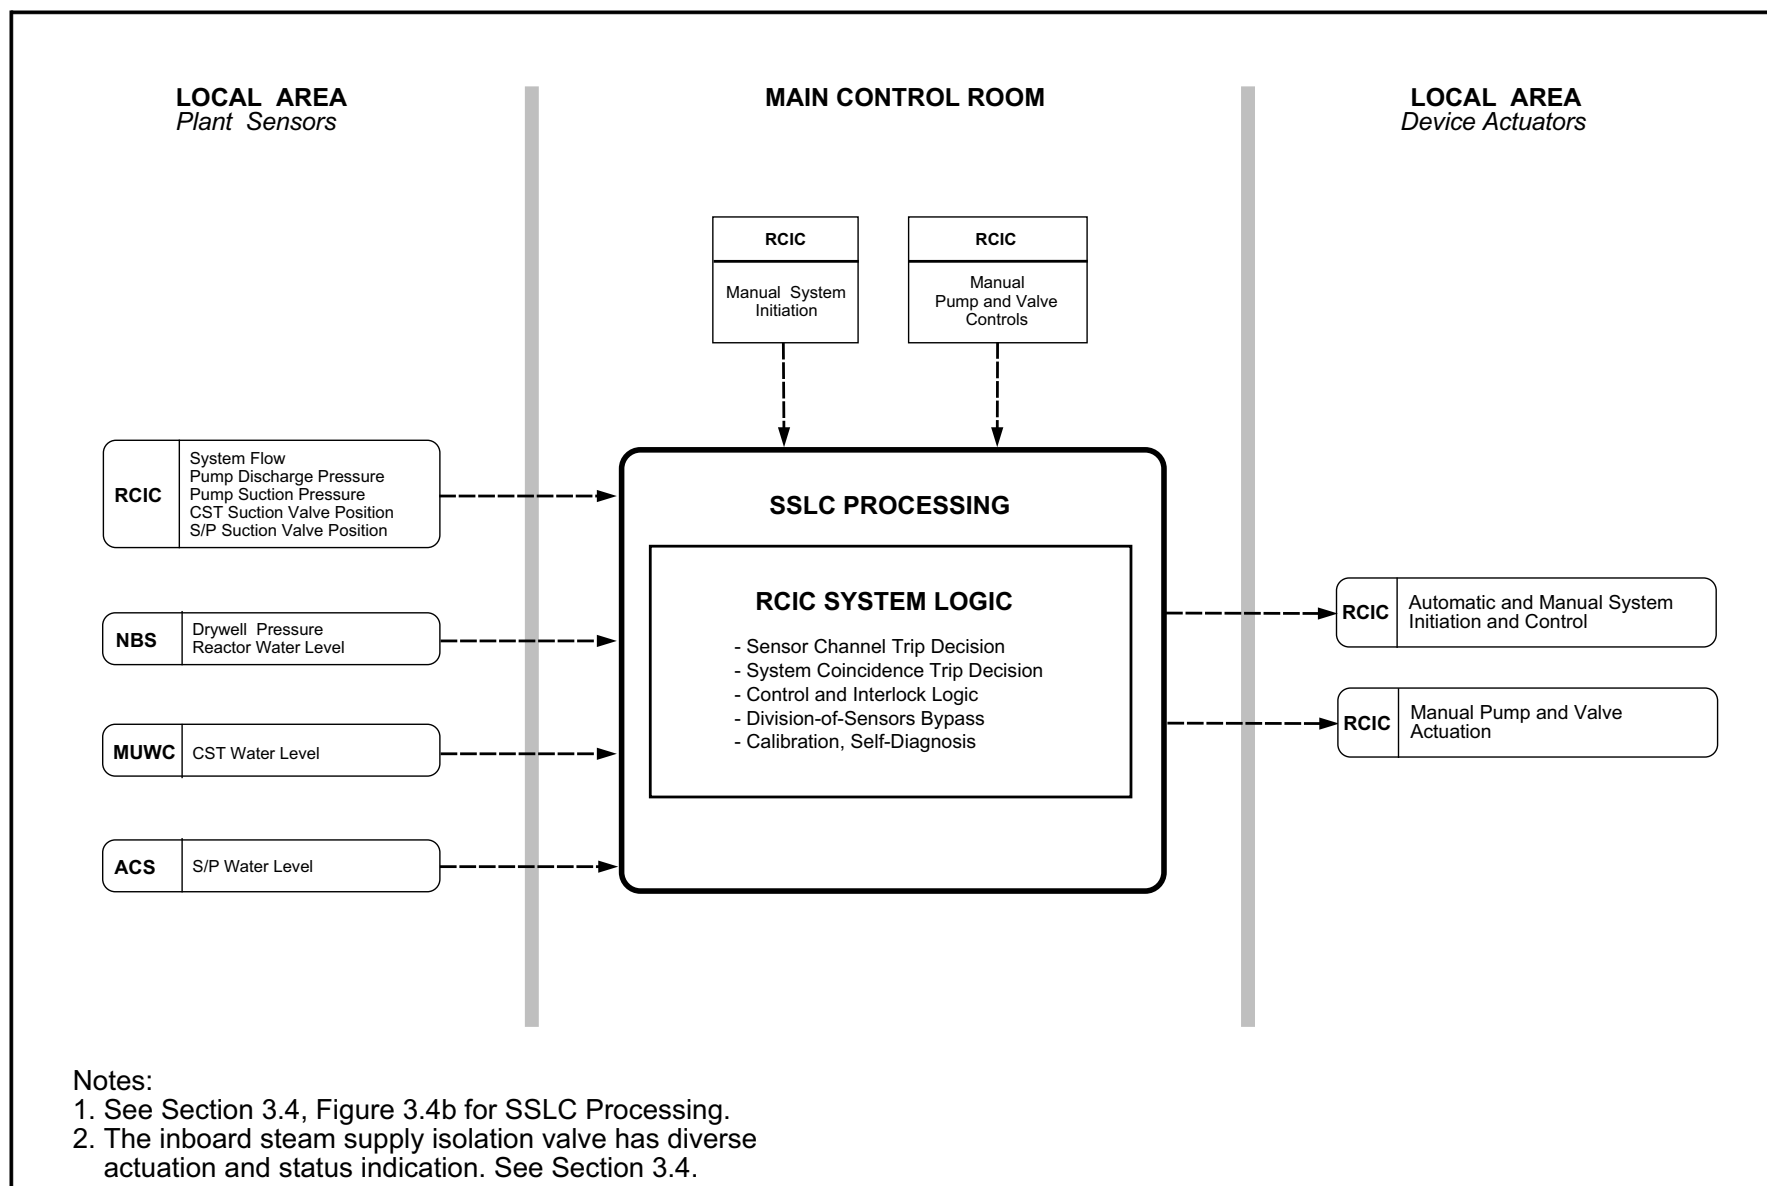 LOCAL AREA
Plant Sensors
MAIN CONTROL ROOM
LOCAL AREA
Device Actuators
RCIC
Manual System
Initiation
RCIC
Manual
Pump and Valve
Controls
RCIC
System Flow
Pump Discharge Pressure
Pump Suction Pressure
CST Suction Valve Position
S/P Suction Valve Position
NBS
Drywell Pressure
Reactor Water Level
MUWC
CST Water Level
ACS
S/P Water Level
SSLC PROCESSING
RCIC SYSTEM LOGIC
- Sensor Channel Trip Decision
- System Coincidence Trip Decision
- Control and Interlock Logic
- Division-of-Sensors Bypass
- Calibration, Self-Diagnosis
RCIC
Automatic and Manual System
Initiation and Control
RCIC
Manual Pump and Valve
Actuation
Notes:
1. See Section 3.4, Figure 3.4b for SSLC Processing.
2. The inboard steam supply isolation valve has diverse
actuation and status indication. See Section 3.4.